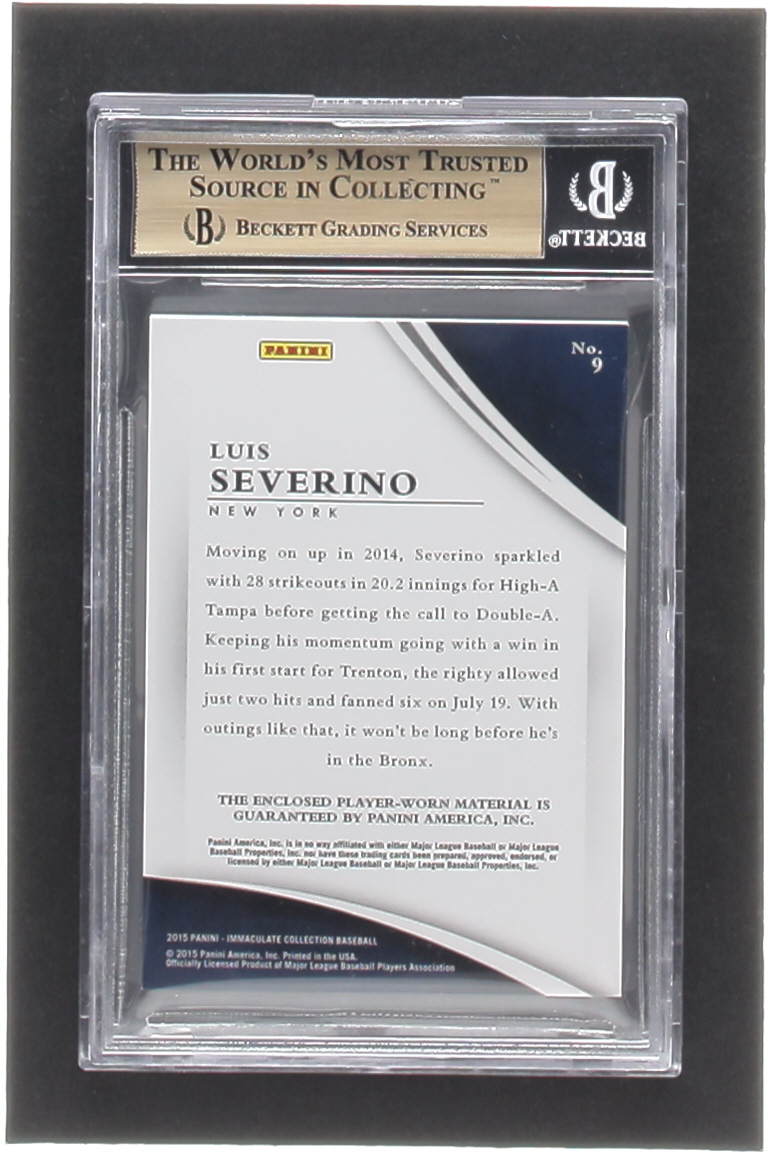 THE WORLD'S MOST TRUSTED
SOURCE IN COLLECTING™
B BECKETT GRADING SERVICES
B
BECKETT®
PANINI
No.
9
LUIS
SEVERINO
NEW YORK
Moving on up in 2014, Severino sparkled
with 28 strikeouts in 20.2 innings for High-A
Tampa before getting the call to Double-A.
Keeping his momentum going with a win in
his first start for Trenton, the righty allowed
just two hits and fanned six on July 19. With
outings like that, it won't be long before he's
in the Bronx.
THE ENCLOSED PLAYER-WORN MATERIAL IS
GUARANTEED BY PANINI AMERICA, INC.
Panini America, Inc. is in no way affiliated with either Major League Baseball or Major League
Baseball Properties, Inc. nor have these trading cards been prepared, approved, endorsed, or
licensed by either Major League Baseball or Major League Baseball Properties, Inc.
2015 PANINI - IMMACULATE COLLECTION BASEBALL
© 2015 Panini America, Inc. Printed in the USA.
Officially Licensed Product of Major League Baseball Players Association